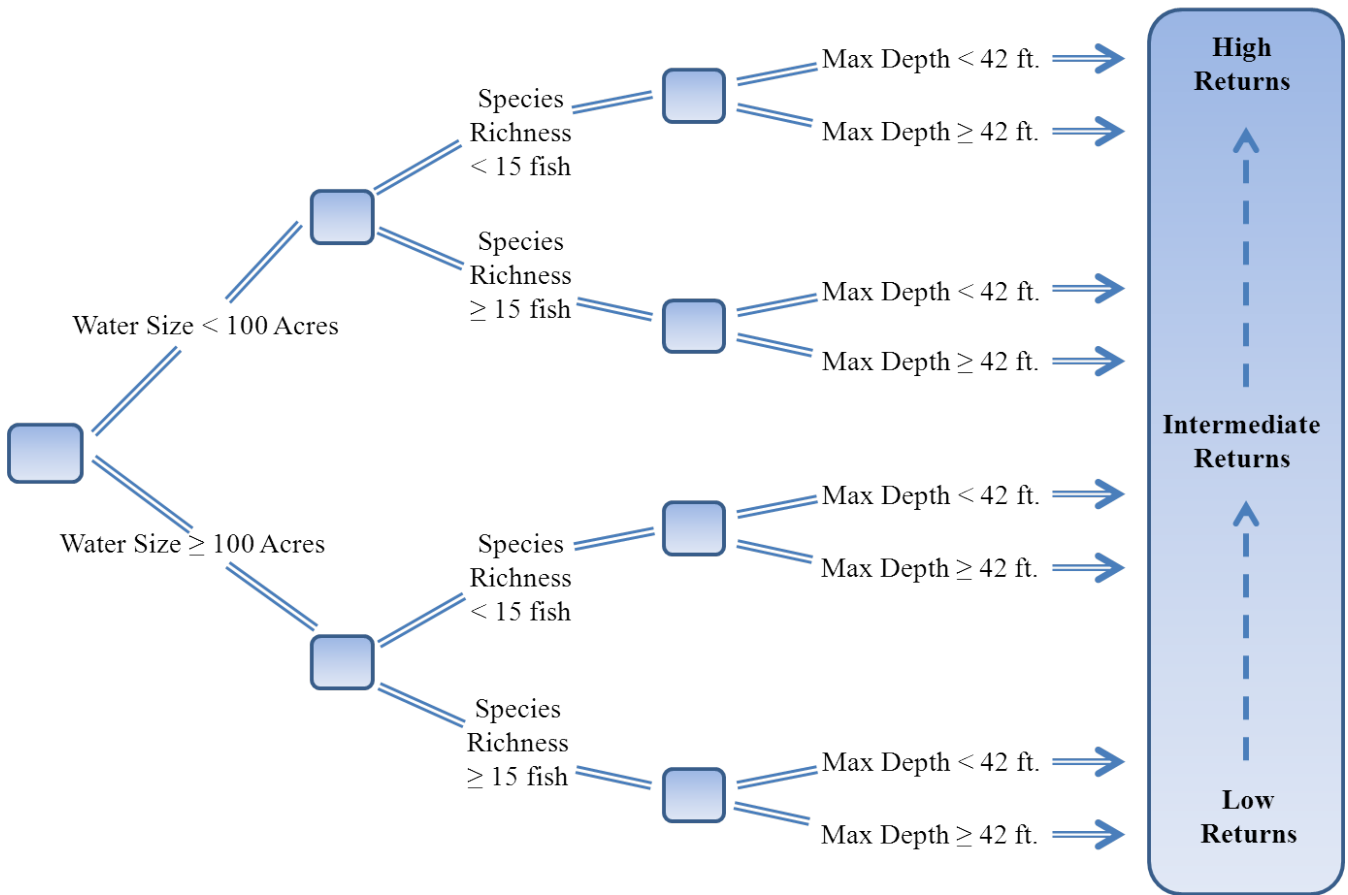 Water Size < 100 Acres
Water Size ≥ 100 Acres
Species
Richness
< 15 fish
Species
Richness
≥ 15 fish
Species
Richness
< 15 fish
Species
Richness
≥ 15 fish
Max Depth < 42 ft.
Max Depth ≥ 42 ft.
Max Depth < 42 ft.
Max Depth ≥ 42 ft.
Max Depth < 42 ft.
Max Depth ≥ 42 ft.
Max Depth < 42 ft.
Max Depth ≥ 42 ft.
High
Returns
Intermediate
Returns
Low
Returns